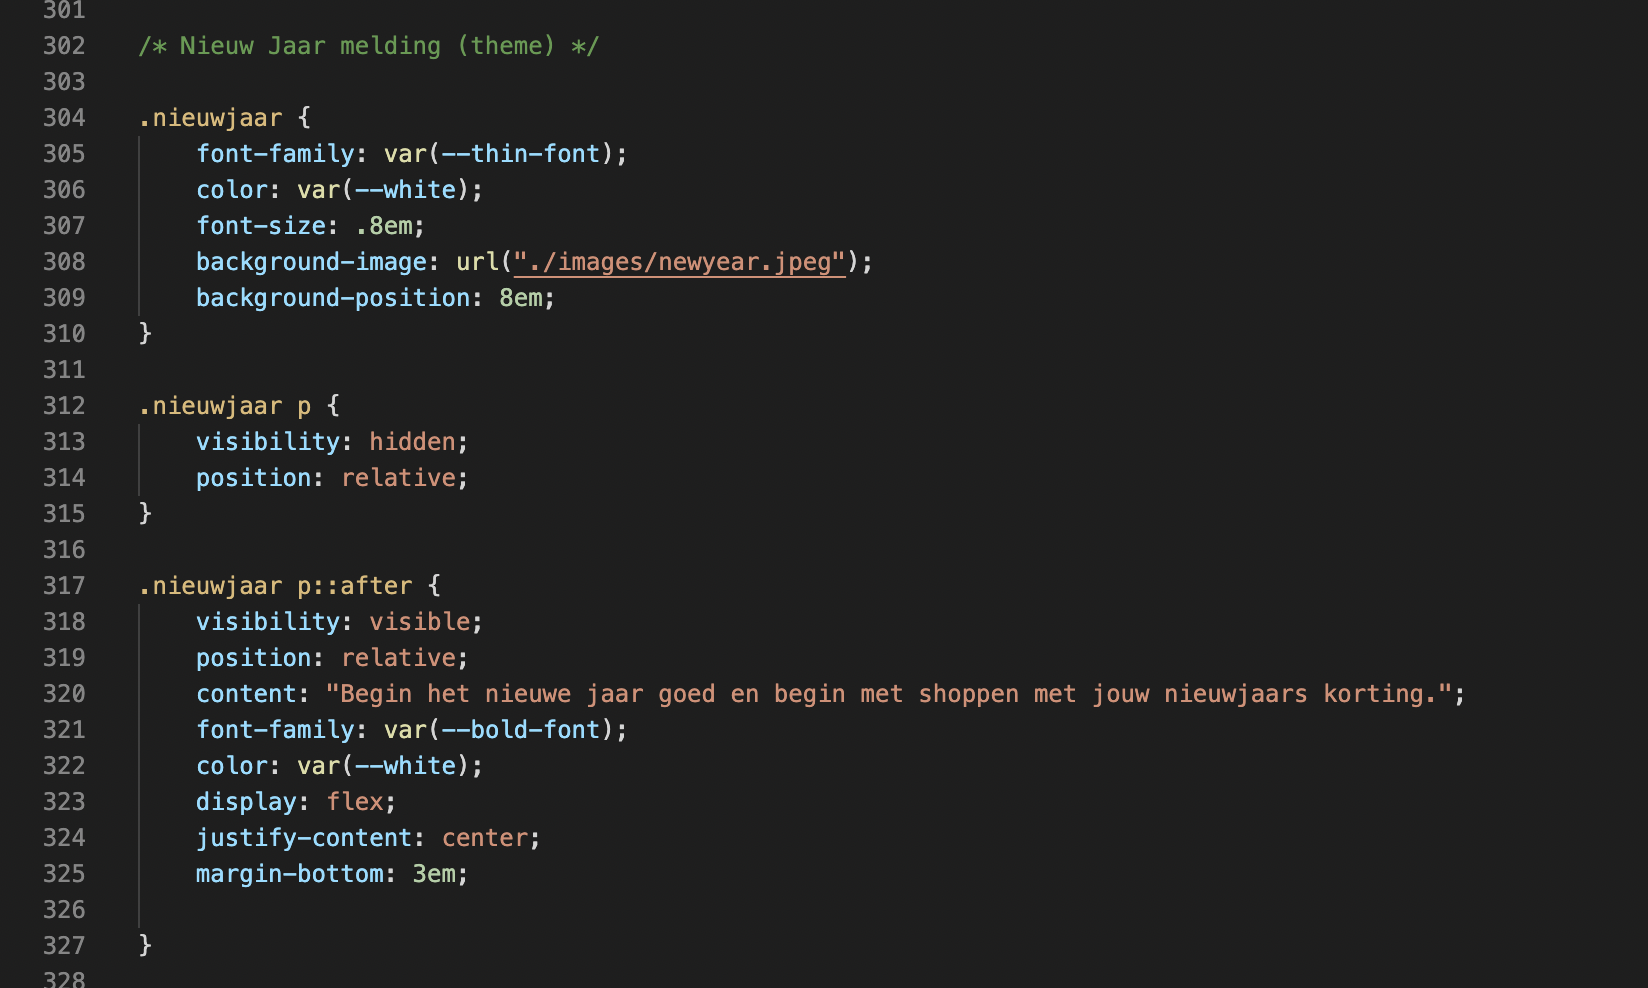 301
302 /* Nieuw Jaar melding (theme) */
303
304 .nieuwjaar {
305 font-family: var(--thin-font);
306 color: var(--white);
307 font-size: .8em;
308 background-image: url("./images/newyear.jpeg");
309 background-position: 8em;
310 }
311
312 .nieuwjaar p {
313 visibility: hidden;
314 position: relative;
315 }
316
317 .nieuwjaar p::after {
318 visibility: visible;
319 position: relative;
320 content: "Begin het nieuwe jaar goed en begin met shoppen met jouw nieuwjaars korting.";
321 font-family: var(--bold-font);
322 color: var(--white);
323 display: flex;
324 justify-content: center;
325 margin-bottom: 3em;
326
327 }
328